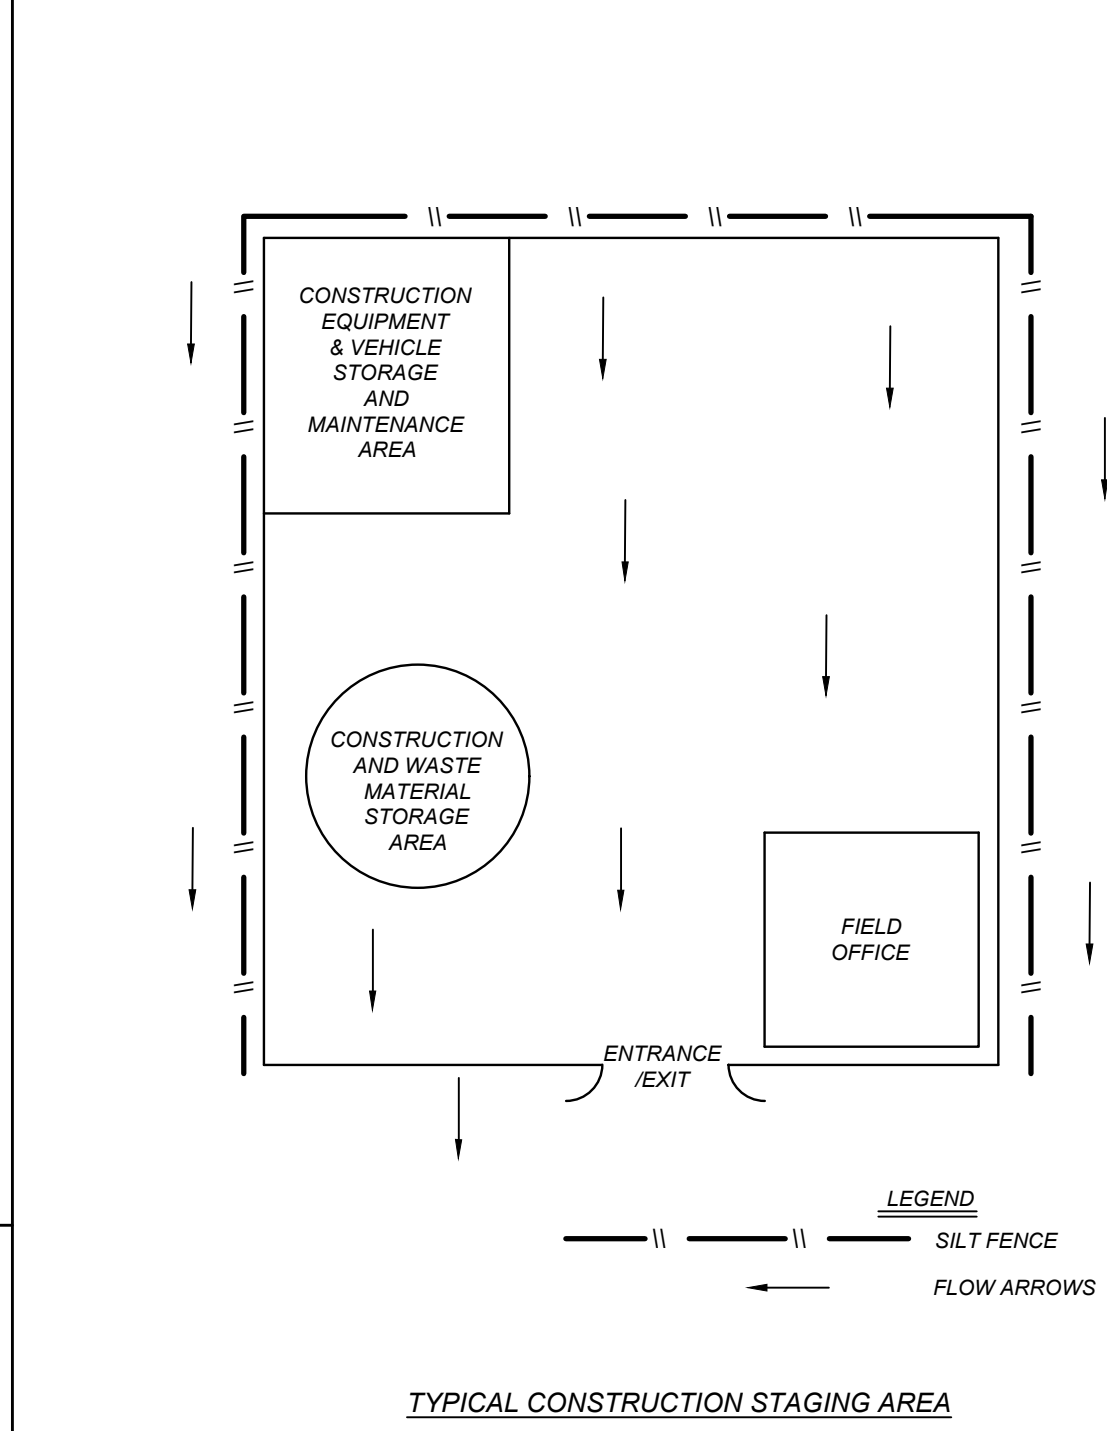 CONSTRUCTION
EQUIPMENT
& VEHICLE
STORAGE
AND
MAINTENANCE
AREA
CONSTRUCTION
AND WASTE
MATERIAL
STORAGE
AREA
FIELD
OFFICE
ENTRANCE
/EXIT
LEGEND
SILT FENCE
FLOW ARROWS
TYPICAL CONSTRUCTION STAGING AREA